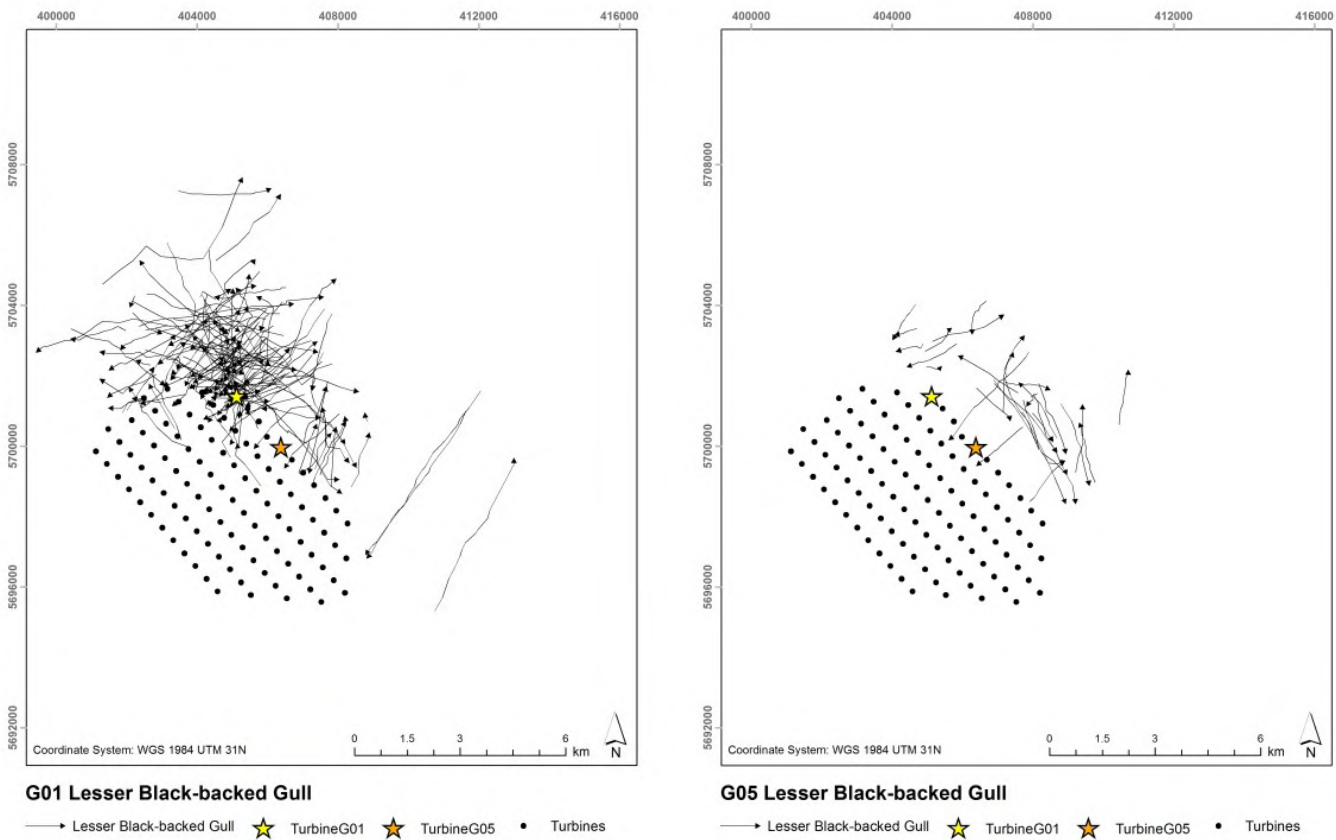 400000 404000 408000 412000 416000
5708000
5704000
5700000
5696000
5692000
Coordinate System: WGS 1984 UTM 31N
0 1.5 3 6
km
N
G01 Lesser Black-backed Gull
Lesser Black-backed Gull TurbineG01 TurbineG05 Turbines
400000 404000 408000 412000 416000
5708000
5704000
5700000
5696000
5692000
Coordinate System: WGS 1984 UTM 31N
0 1.5 3 6
km
N
G05 Lesser Black-backed Gull
Lesser Black-backed Gull TurbineG01 TurbineG05 Turbines